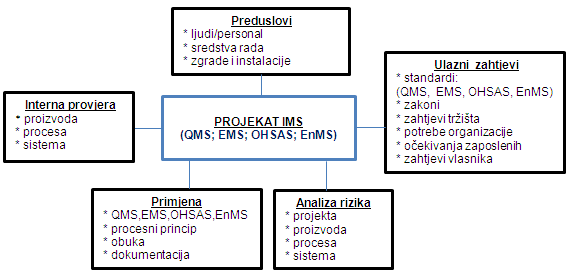 Preduslovi
* ljudi/personal
* sredstva rada
* zgrade i instalacije
Ulazni zahtjevi
* standardi:
(QMS, EMS, OHSAS, EnMS)
* zakoni
* zahtjevi tržišta
* potrebe organizacije
* očekivanja zaposlenih
* zahtjevi vlasnika
Interna provjera
* proizvoda
* procesa
* sistema
PROJEKAT IMS
(QMS; EMS; OHSAS; EnMS)
Primjena
* QMS,EMS,OHSAS,EnMS
* procesni princip
* obuka
* dokumentacija
Analiza rizika
* projekta
* proizvoda
* procesa
* sistema